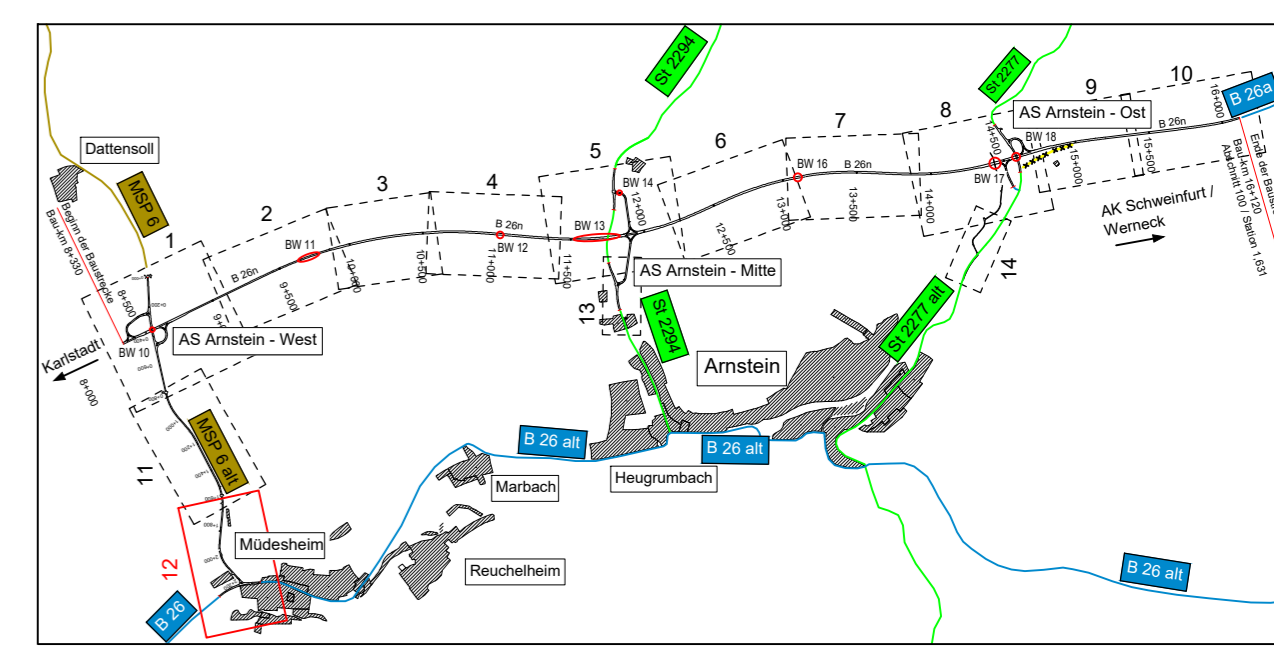 St 2294
St 2277
10
9
8
7
6
5
4
3
2
1
AS Arnstein - Ost
B 26a
16+000
B 26n
BW 18
14+500
15+000
15+500
Ende der Baustr
Bau-km 16+120
Abschnitt 100 / Station 1.631
AK Schweinfurt /
Werneck
BW 17
14+000
BW 16
B 26n
13+000
13+500
12+500
BW 14
12+000
BW 13
AS Arnstein - Mitte
11+500
B 26n
BW 12
11+000
10+500
10+000
BW 11
9+500
B 26n
Dattensoll
MSP 6
Beginn der Baustrecke
Bau-km 8+330
8+500
BW 10
AS Arnstein - West
Karlstadt
8+000
13
St 2294
14
St 2277 alt
Arnstein
11
MSP 6 alt
B 26 alt
B 26 alt
Heugrumbach
Marbach
Reuchelheim
Müdesheim
12
B 26
B 26 alt